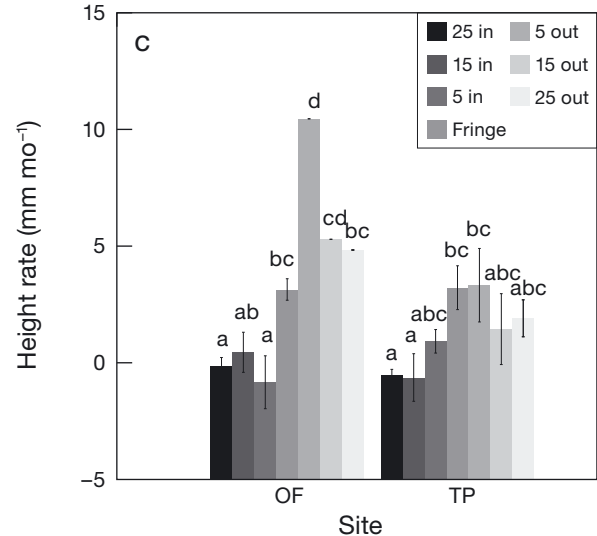 15
10
5
0
−5
Height rate (mm mo⁻¹)
c
25 in
15 in
5 in
Fringe
5 out
15 out
25 out
a
ab
a
bc
d
cd
bc
a
a
abc
bc
bc
abc
abc
OF
TP
Site